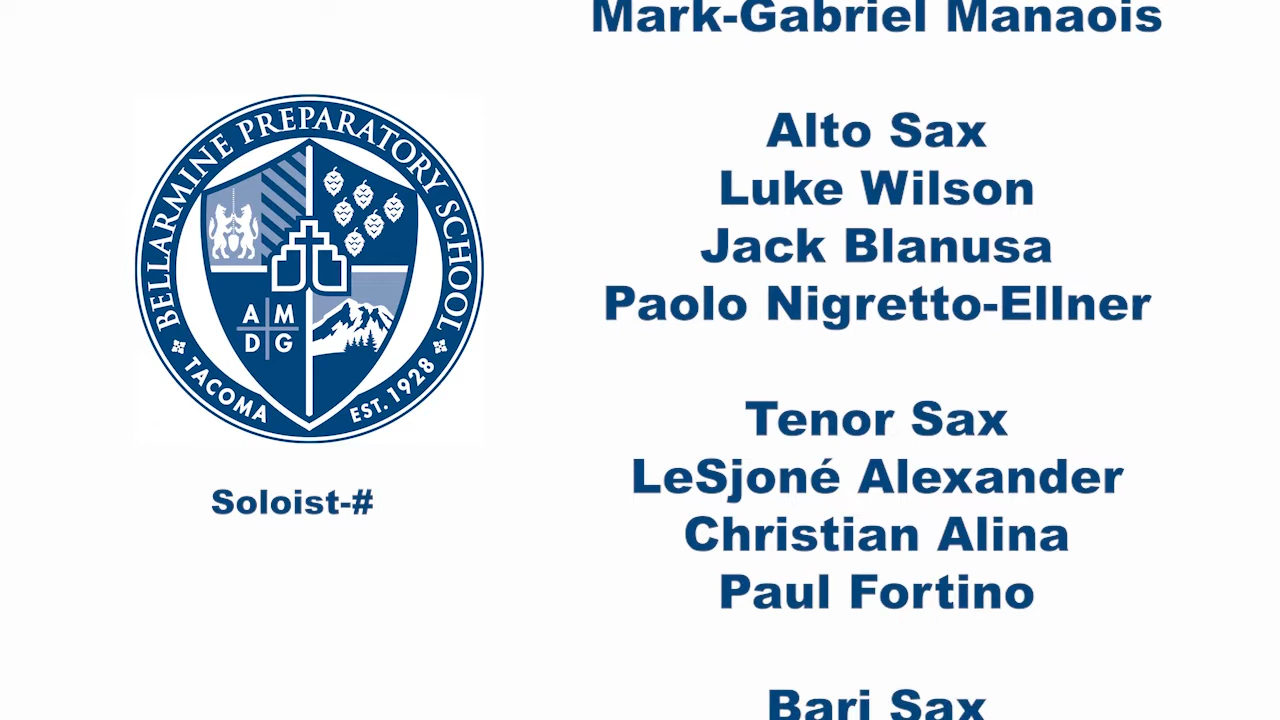 BELLARMINE PREPARATORY SCHOOL
A M
D G
TACOMA
EST. 1928
Soloist-#
Mark-Gabriel Manaois
Alto Sax
Luke Wilson
Jack Blanusa
Paolo Nigretto-Ellner
Tenor Sax
LeSjoné Alexander
Christian Alina
Paul Fortino
Bari Sax